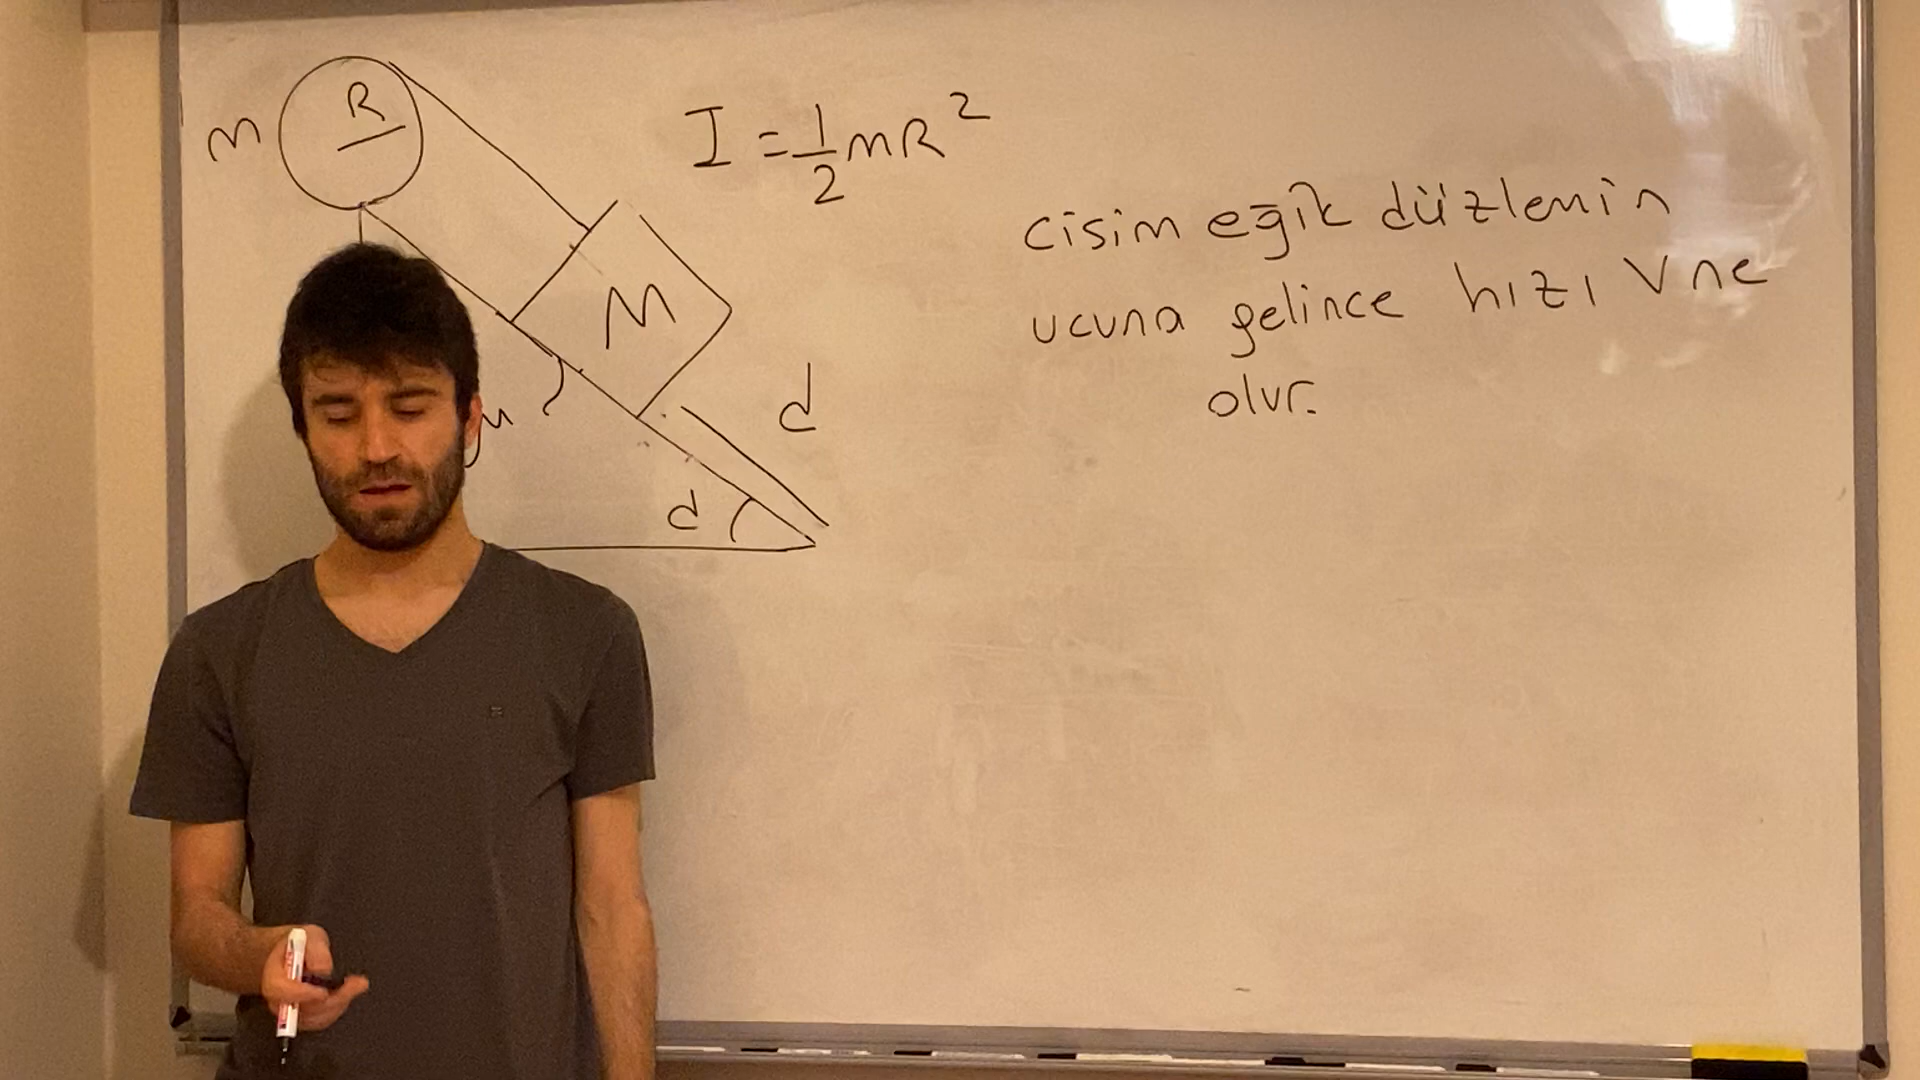 m
R
I = 1/2 mR²
M
μ
d
d
cisim eğik düzlemin
ucuna gelince hızı V ne
olur.